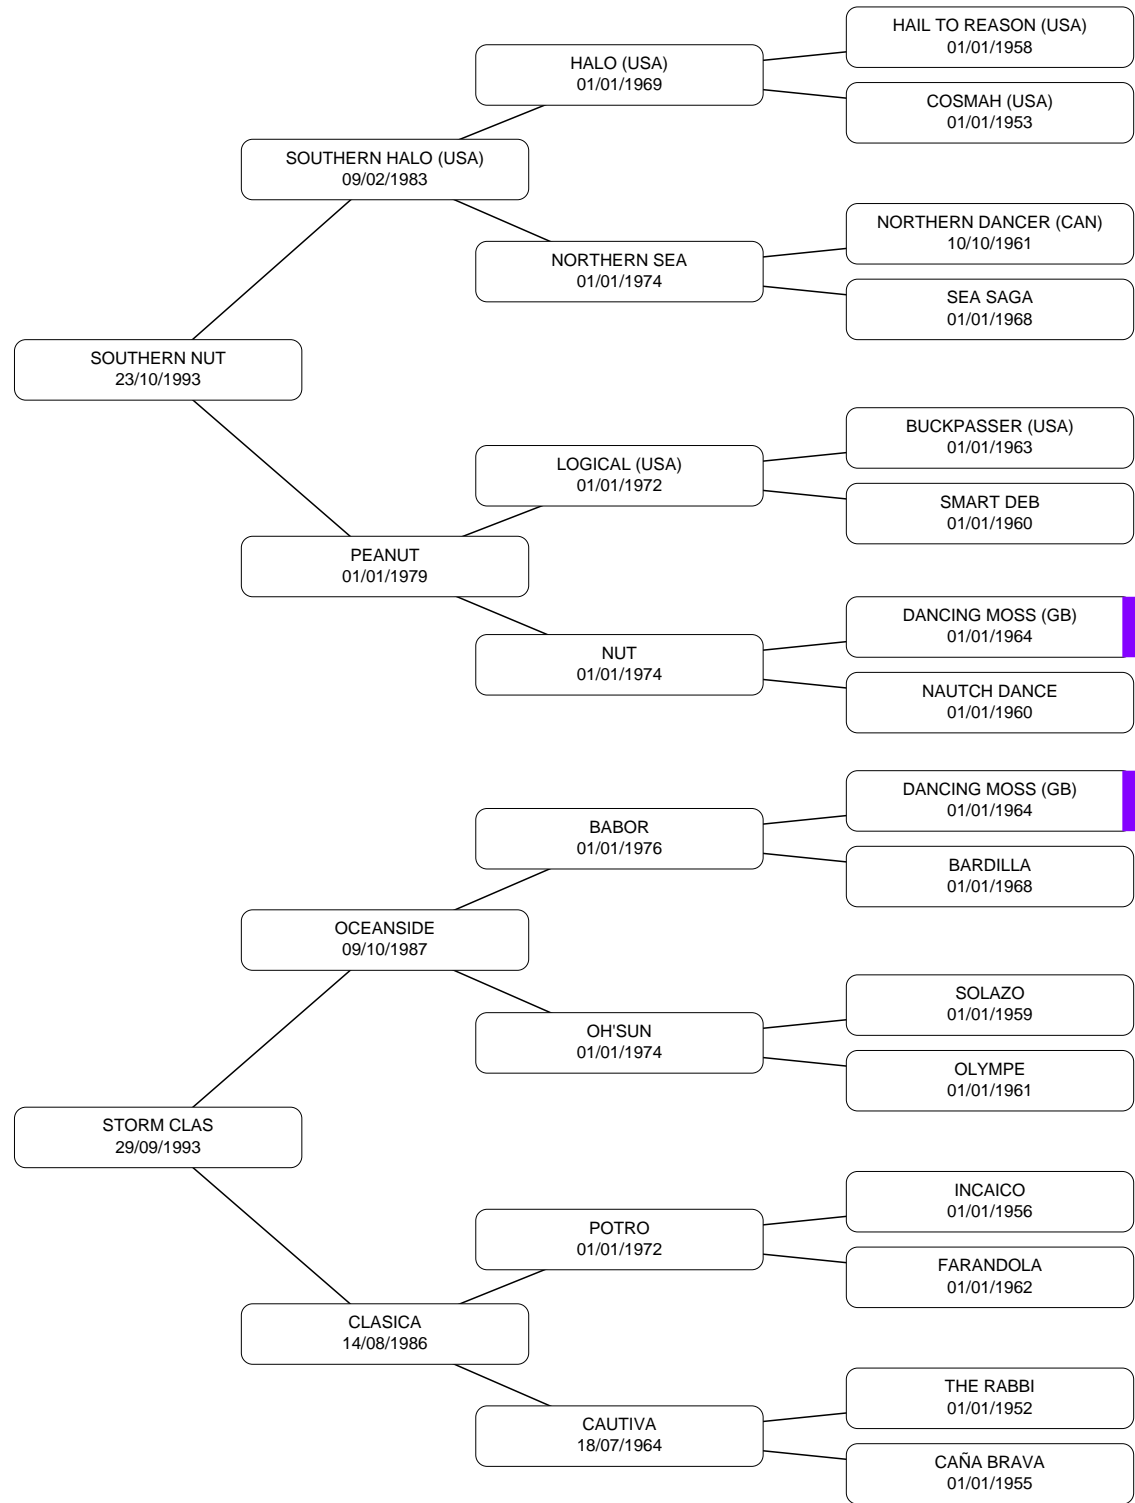 HAIL TO REASON (USA)
01/01/1958
HALO (USA)
01/01/1969
COSMAH (USA)
01/01/1953
SOUTHERN HALO (USA)
09/02/1983
NORTHERN DANCER (CAN)
10/10/1961
NORTHERN SEA
01/01/1974
SEA SAGA
01/01/1968
SOUTHERN NUT
23/10/1993
BUCKPASSER (USA)
01/01/1963
LOGICAL (USA)
01/01/1972
SMART DEB
01/01/1960
PEANUT
01/01/1979
DANCING MOSS (GB)
01/01/1964
NUT
01/01/1974
NAUTCH DANCE
01/01/1960
DANCING MOSS (GB)
01/01/1964
BABOR
01/01/1976
BARDILLA
01/01/1968
OCEANSIDE
09/10/1987
SOLAZO
01/01/1959
OH'SUN
01/01/1974
OLYMPE
01/01/1961
STORM CLAS
29/09/1993
INCAICO
01/01/1956
POTRO
01/01/1972
FARANDOLA
01/01/1962
CLASICA
14/08/1986
THE RABBI
01/01/1952
CAUTIVA
18/07/1964
CAÑA BRAVA
01/01/1955